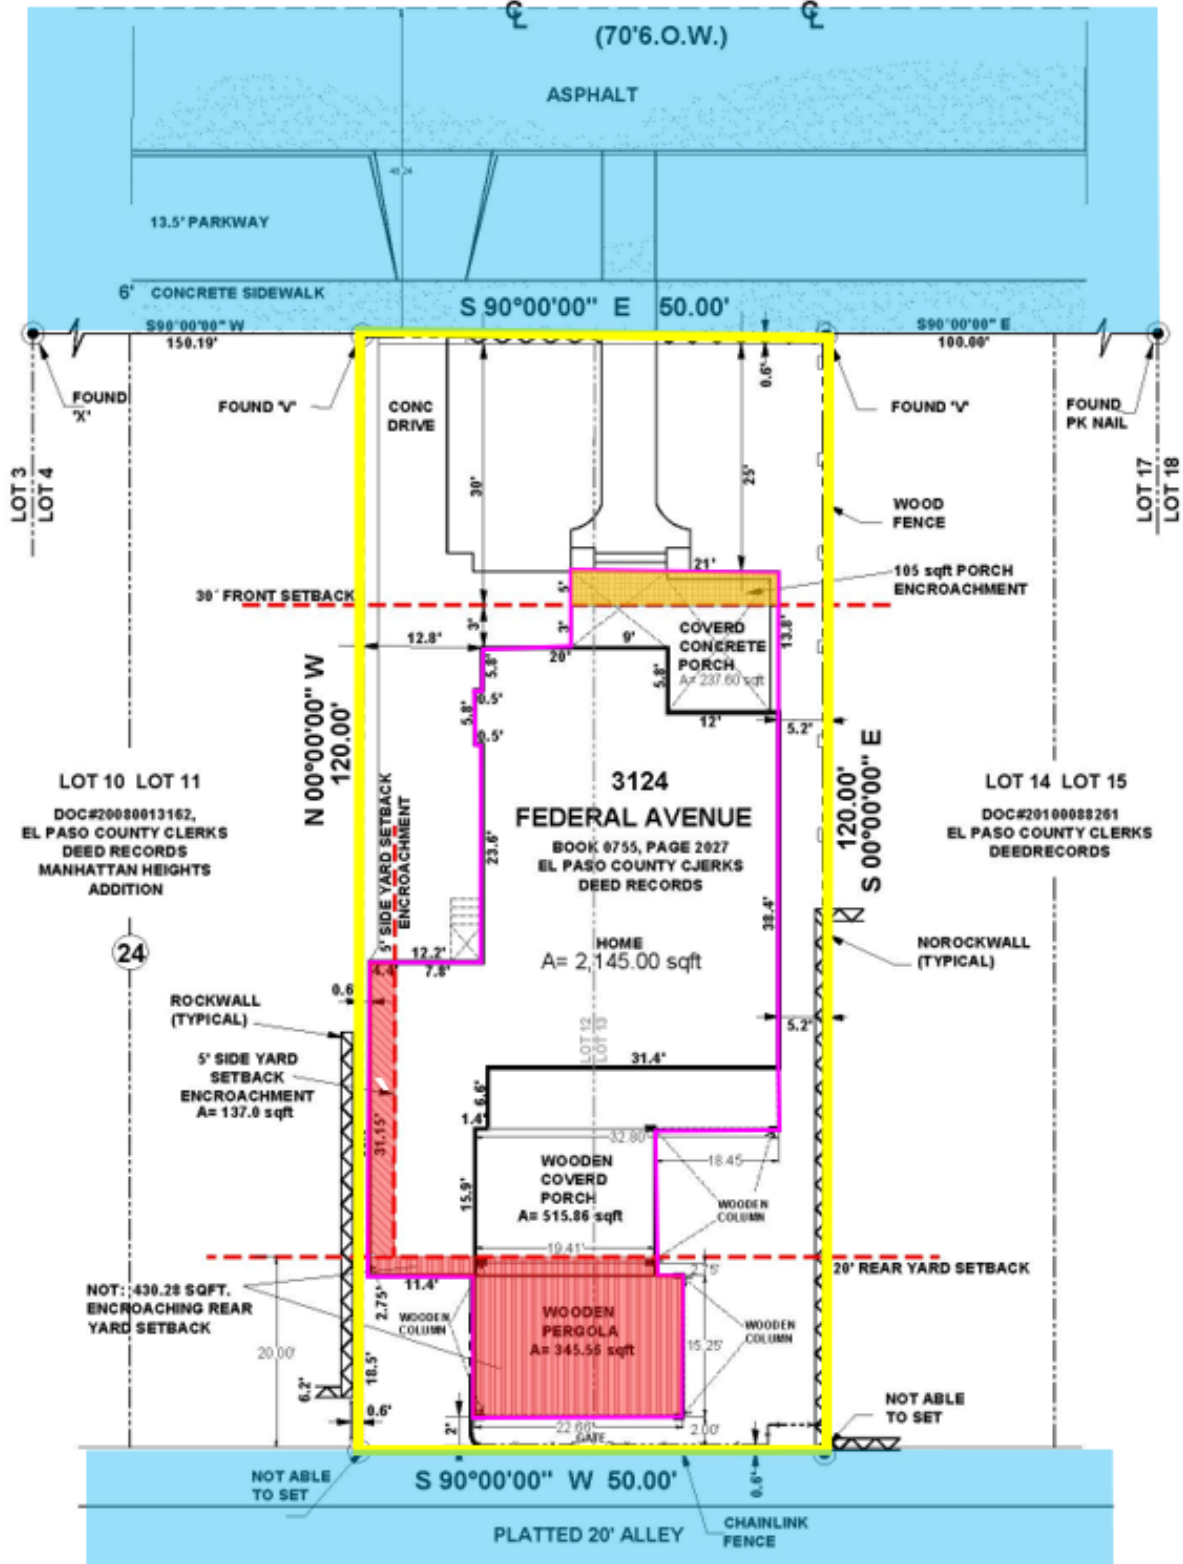 ℄ ℄
(70'6.O.W.)
ASPHALT
13.5' PARKWAY
6' CONCRETE SIDEWALK
S 90°00'00" E 50.00'
S90°00'00" W
150.19'
S90°00'00" E
100.00'
FOUND
'X'
FOUND 'V'
CONC
DRIVE
0.6'
FOUND 'V'
FOUND
PK NAIL
LOT 3
LOT 4
LOT 17
LOT 18
30'
25'
WOOD
FENCE
21'
105 sqft PORCH
ENCROACHMENT
30' FRONT SETBACK
5'
3'
3'
12.8'
20'
9'
COVERD
CONCRETE
PORCH
A= 237.60 sqft
13.8'
5.8'
0.5'
5.8'
0.5'
5.8'
12'
5.2'
N 00°00'00" W
120.00'
120.00'
S 00°00'00" E
LOT 10 LOT 11
DOC#20080013162,
EL PASO COUNTY CLERKS
DEED RECORDS
MANHATTAN HEIGHTS
ADDITION
3124
FEDERAL AVENUE
BOOK 0755, PAGE 2027
EL PASO COUNTY CJERKS
DEED RECORDS
LOT 14 LOT 15
DOC#20100088261
EL PASO COUNTY CLERKS
DEEDRECORDS
5' SIDE YARD SETBACK
ENCROACHMENT
23.6'
38.4'
24
HOME
A= 2,145.00 sqft
NOROCKWALL
(TYPICAL)
12.2'
4.4'
7.8'
0.6'
ROCKWALL
(TYPICAL)
5.2'
LOT 12
LOT 13
5' SIDE YARD
SETBACK
ENCROACHMENT
A= 137.0 sqft
31.4'
6.6'
1.4'
31.15'
32.80'
18.45
WOODEN
COVERD
PORCH
A= 515.86 sqft
15.9'
WOODEN
COLUMN
19.41'
2.75'
20' REAR YARD SETBACK
NOT: 430.28 SQFT.
ENCROACHING REAR
YARD SETBACK
11.4'
2.75'
WOODEN
COLUMN
WOODEN
PERGOLA
A= 345.55 sqft
WOODEN
COLUMN
15.25'
20.00'
18.5'
6.2'
0.6'
2'
22.66'
GATE
2.00'
NOT ABLE
TO SET
NOT ABLE
TO SET
S 90°00'00" W 50.00'
0.6'
PLATTED 20' ALLEY
CHAINLINK
FENCE